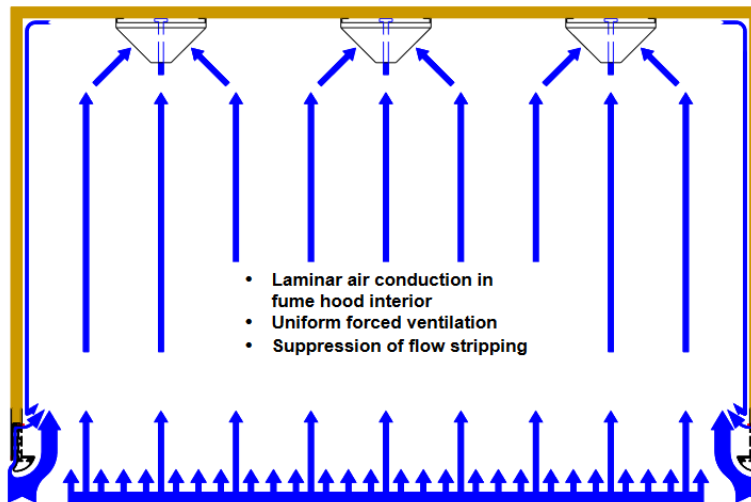 • Laminar air conduction in
fume hood interior
• Uniform forced ventilation
• Suppression of flow stripping